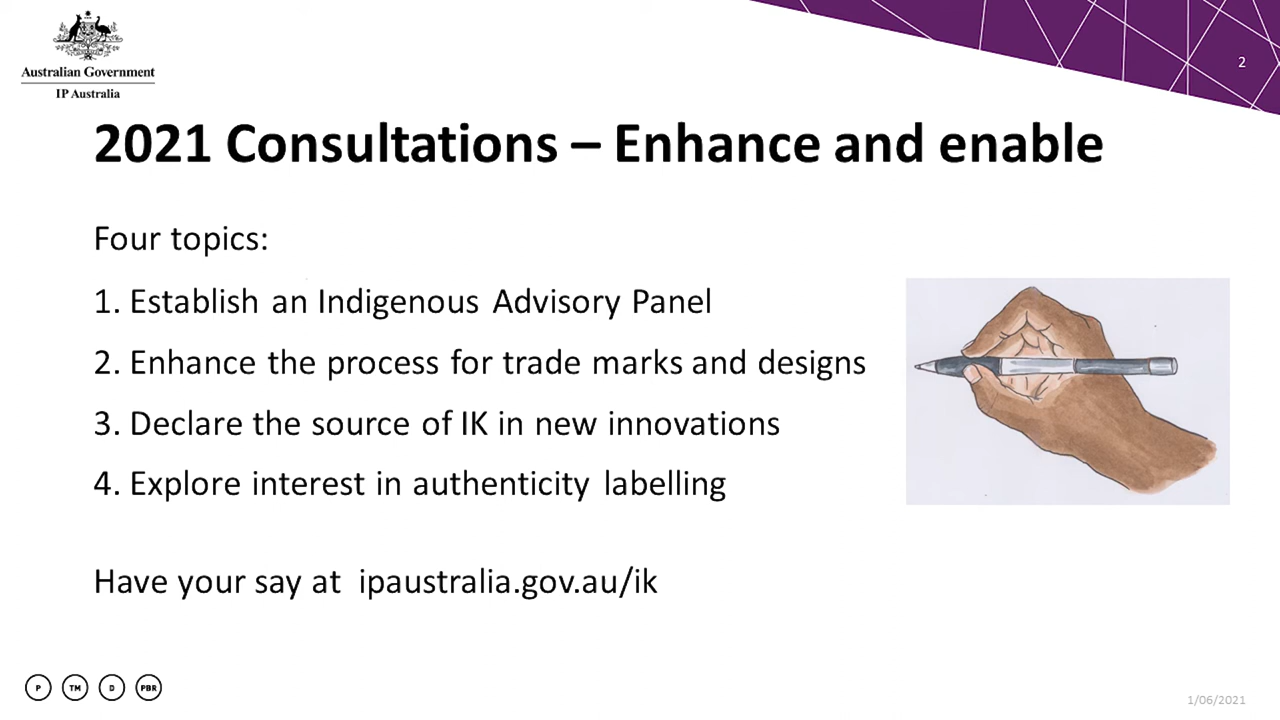 Australian Government
IP Australia
2
2021 Consultations – Enhance and enable
Four topics:
1. Establish an Indigenous Advisory Panel
2. Enhance the process for trade marks and designs
3. Declare the source of IK in new innovations
4. Explore interest in authenticity labelling
Have your say at ipaustralia.gov.au/ik
P TM D PBR
1/06/2021